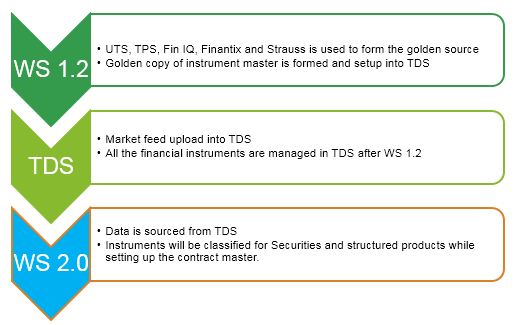 WS 1.2
• UTS, TPS, Fin IQ, Finantix and Strauss is used to form the golden source
• Golden copy of instrument master is formed and setup into TDS
TDS
• Market feed upload into TDS
• All the financial instruments are managed in TDS after WS 1.2
WS 2.0
• Data is sourced from TDS
• Instruments will be classified for Securities and structured products while
setting up the contract master.